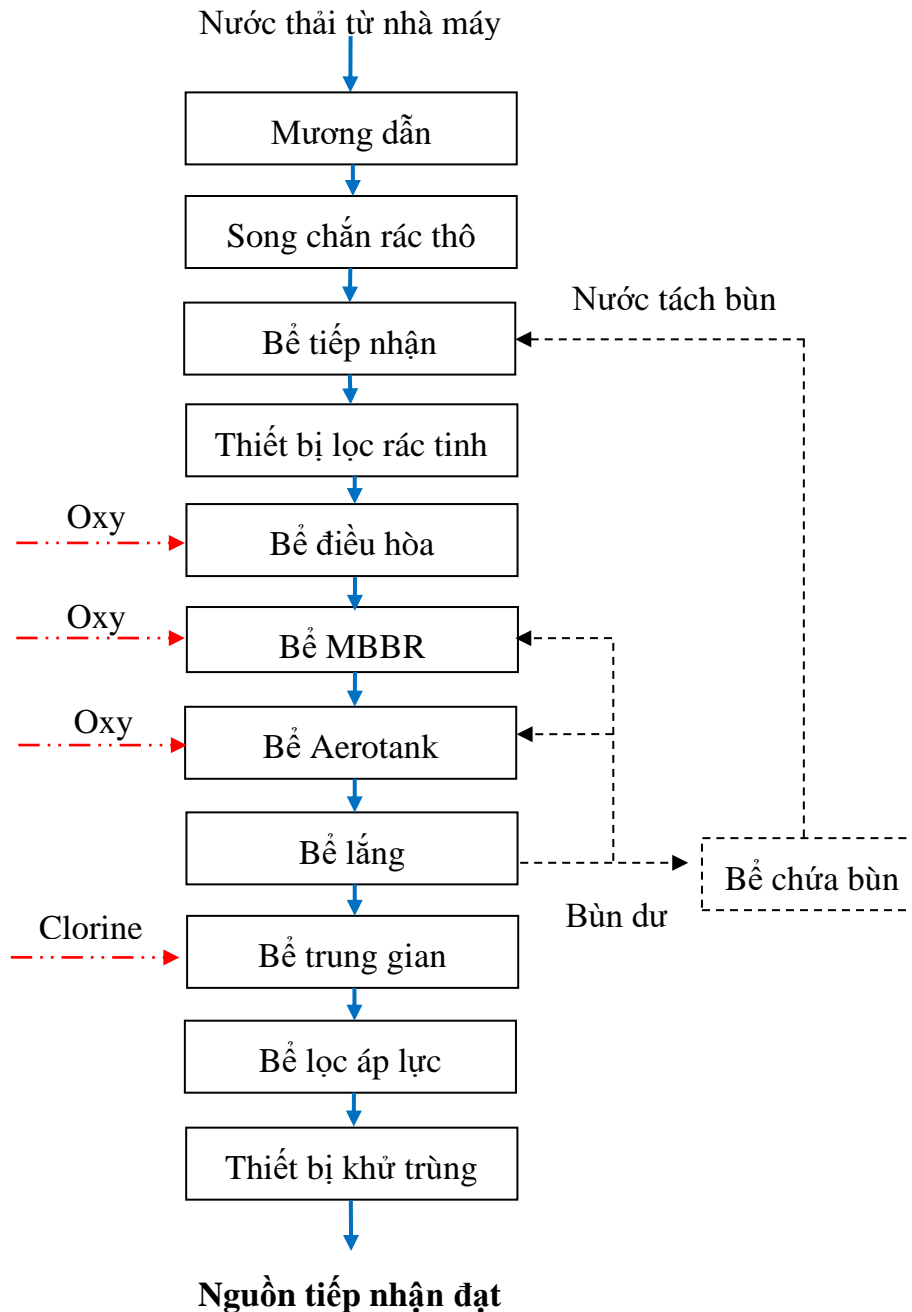 Nước thải từ nhà máy
Mương dẫn
Song chắn rác thô
Nước tách bùn
Bể tiếp nhận
Thiết bị lọc rác tinh
Oxy
Bể điều hòa
Oxy
Bể MBBR
Oxy
Bể Aerotank
Bể lắng
Bể chứa bùn
Bùn dư
Clorine
Bể trung gian
Bể lọc áp lực
Thiết bị khử trùng
Nguồn tiếp nhận đạt